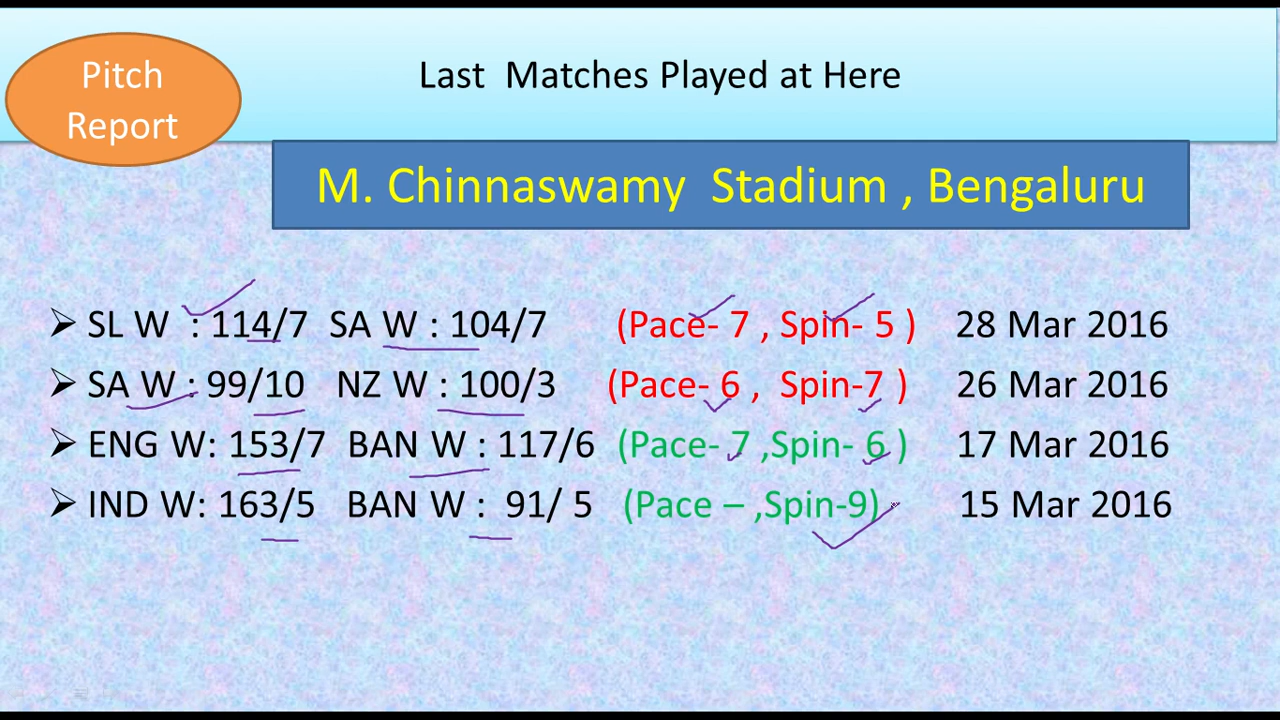 Pitch
Report
Last Matches Played at Here
M. Chinnaswamy Stadium , Bengaluru
SL W : 114/7 SA W : 104/7 (Pace- 7 , Spin- 5 ) 28 Mar 2016
SA W : 99/10 NZ W : 100/3 (Pace- 6 , Spin-7 ) 26 Mar 2016
ENG W: 153/7 BAN W : 117/6 (Pace- 7 ,Spin- 6 ) 17 Mar 2016
IND W: 163/5 BAN W : 91/ 5 (Pace – ,Spin-9) 15 Mar 2016